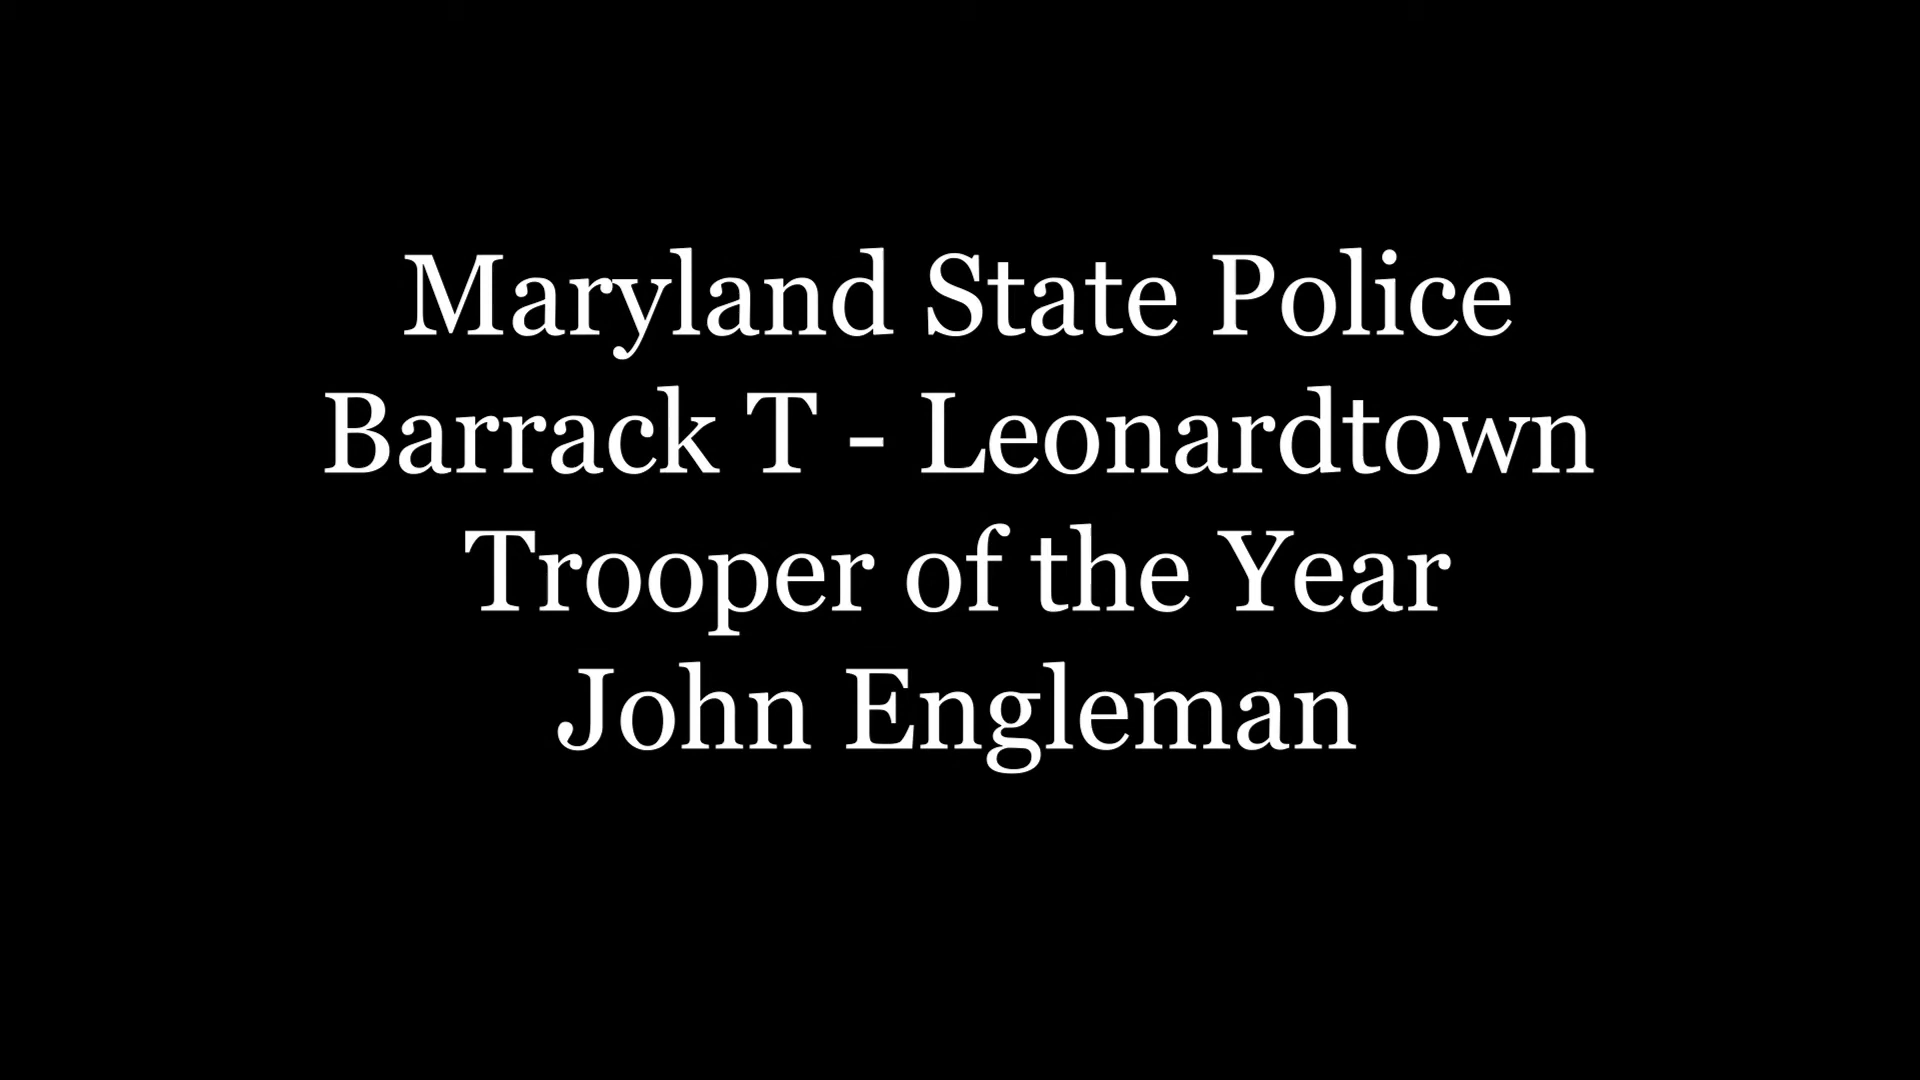 Maryland State Police
Barrack T - Leonardtown
Trooper of the Year
John Engleman